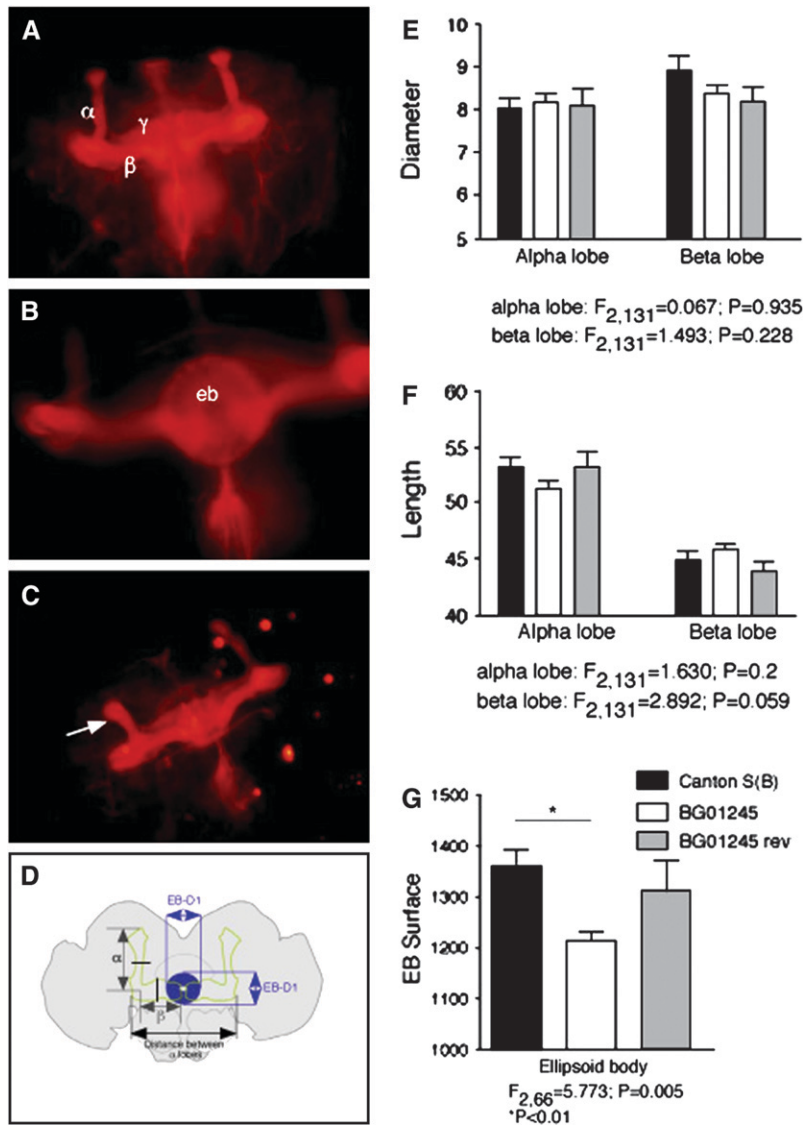 A
α
γ
β
B
eb
C
D
EB-D1
α
EB-D1
β
Distance between
α lobes
E
Diameter
10
9
8
7
6
5
Alpha lobe Beta lobe
alpha lobe: F2,131=0.067; P=0.935
beta lobe: F2,131=1.493; P=0.228
F
Length
60
55
50
45
40
Alpha lobe Beta lobe
alpha lobe: F2,131=1.630; P=0.2
beta lobe: F2,131=2.892; P=0.059
G
Canton S(B)
BG01245
BG01245 rev
EB Surface
1500
1400
1300
1200
1100
1000
*
Ellipsoid body
F2,66=5.773; P=0.005
*P<0.01